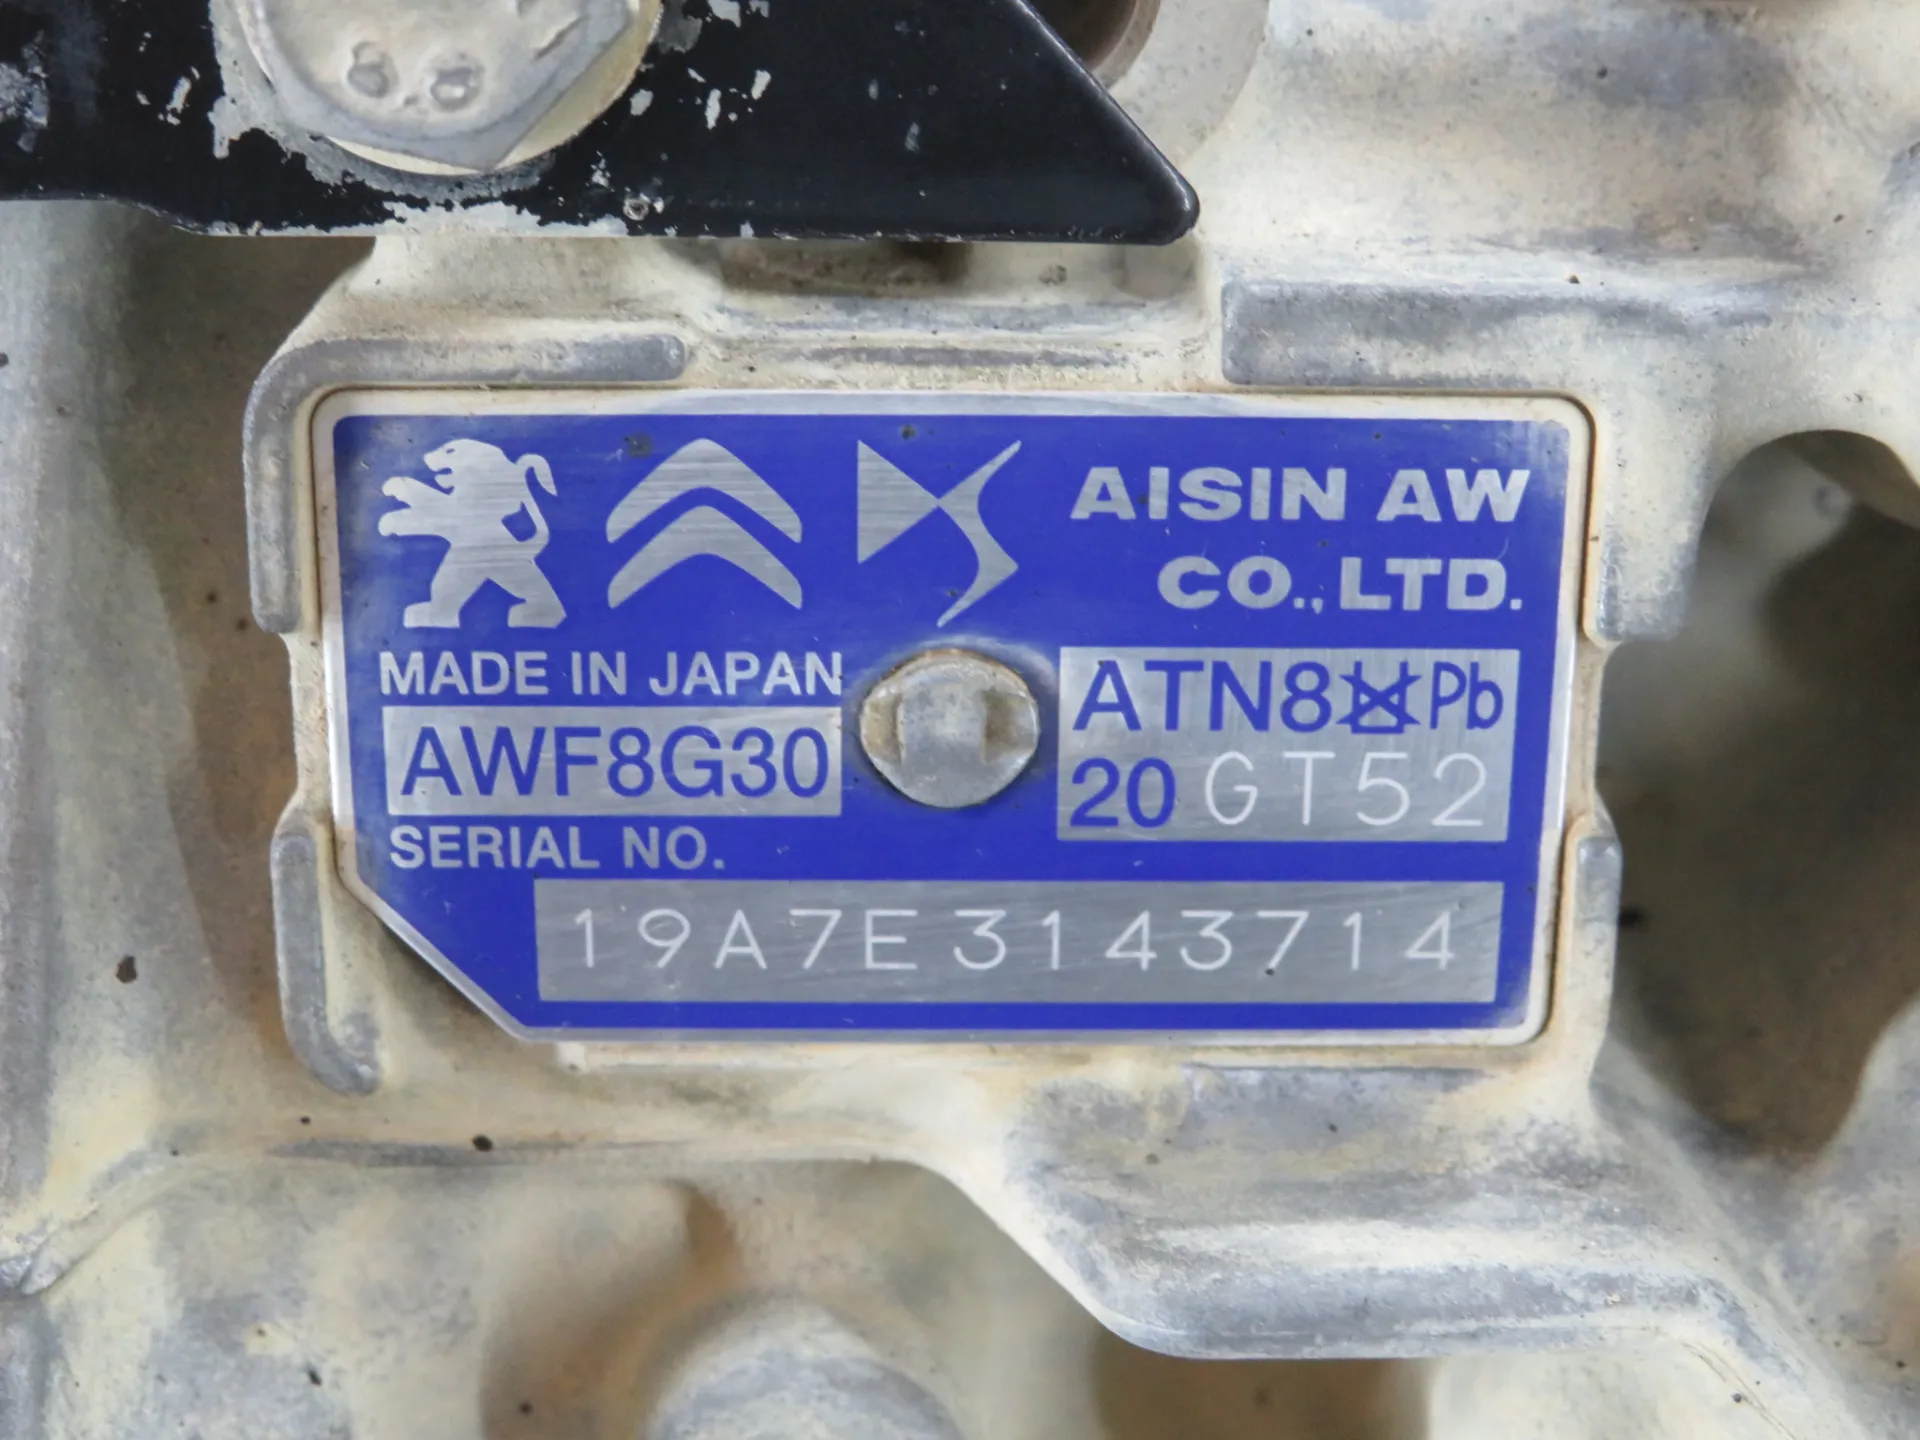 AISIN AW
CO.,LTD.
MADE IN JAPAN
AWF8G30
ATN8 Pb
20 GT52
SERIAL NO.
19A7E3143714